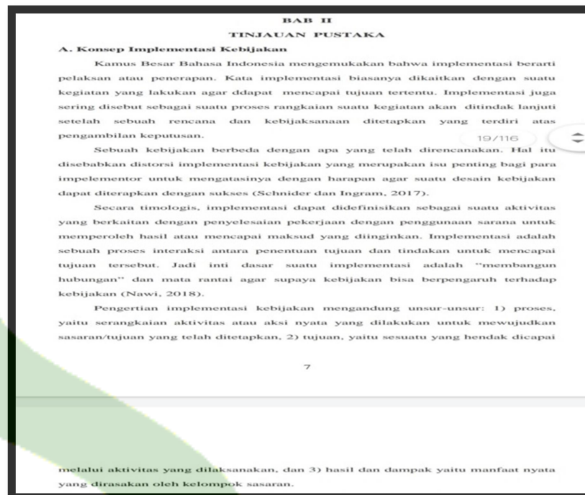 BAB II
TINJAUAN PUSTAKA
A. Konsep Implementasi Kebijakan
Kamus Besar Bahasa Indonesia mengemukakan bahwa implementasi berarti
pelaksan atau penerapan. Kata implementasi biasanya dikaitkan dengan suatu
kegiatan yang lakukan agar ddapat mencapai tujuan tertentu. Implementasi juga
sering disebut sebagai suatu proses rangkaian suatu kegiatan akan ditindak lanjuti
setelah sebuah rencana dan kebijaksanaan ditetapkan yang terdiri atas
pengambilan keputusan.
19/116
Sebuah kebijakan berbeda dengan apa yang telah direncanakan. Hal itu
disebabkan distorsi implementasi kebijakan yang merupakan isu penting bagi para
impelementor untuk mengatasinya dengan harapan agar suatu desain kebijakan
dapat diterapkan dengan sukses (Schnider dan Ingram, 2017).
Secara timologis, implementasi dapat didefinisikan sebagai suatu aktivitas
yang berkaitan dengan penyelesaian pekerjaan dengan penggunaan sarana untuk
memperoleh hasil atau mencapai maksud yang diinginkan. Implementasi adalah
sebuah proses interaksi antara penentuan tujuan dan tindakan untuk mencapai
tujuan tersebut. Jadi inti dasar suatu implementasi adalah "membangun
hubungan" dan mata rantai agar supaya kebijakan bisa berpengaruh terhadap
kebijakan (Nawi, 2018).
Pengertian implementasi kebijakan mengandung unsur-unsur: 1) proses,
yaitu serangkaian aktivitas atau aksi nyata yang dilakukan untuk mewujudkan
sasaran/tujuan yang telah ditetapkan, 2) tujuan, yaitu sesuatu yang hendak dicapai
7
melalui aktivitas yang dilaksanakan, dan 3) hasil dan dampak yaitu manfaat nyata
yang dirasakan oleh kelompok sasaran.